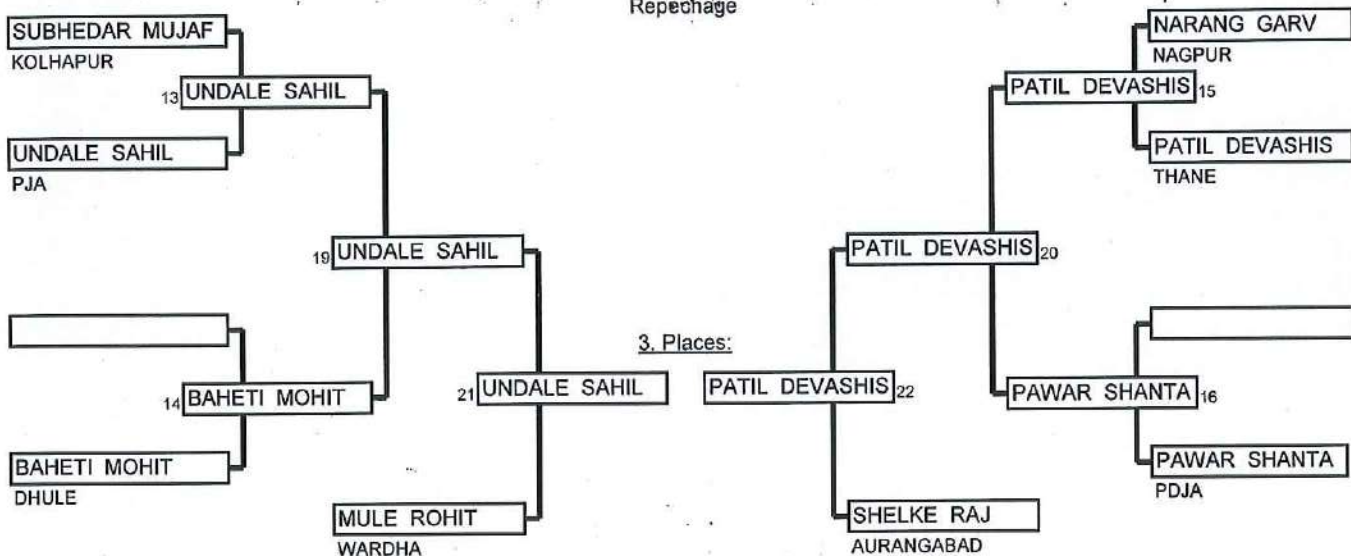 Repechage
SUBHEDAR MUJAF
KOLHAPUR
13 UNDALE SAHIL
UNDALE SAHIL
PJA
19 UNDALE SAHIL
14 BAHETI MOHIT
BAHETI MOHIT
DHULE
21 UNDALE SAHIL
MULE ROHIT
WARDHA
3. Places:
NARANG GARV
NAGPUR
PATIL DEVASHIS 15
PATIL DEVASHIS
THANE
PATIL DEVASHIS 20
PATIL DEVASHIS 22
PAWAR SHANTA 16
PAWAR SHANTA
PDJA
SHELKE RAJ
AURANGABAD